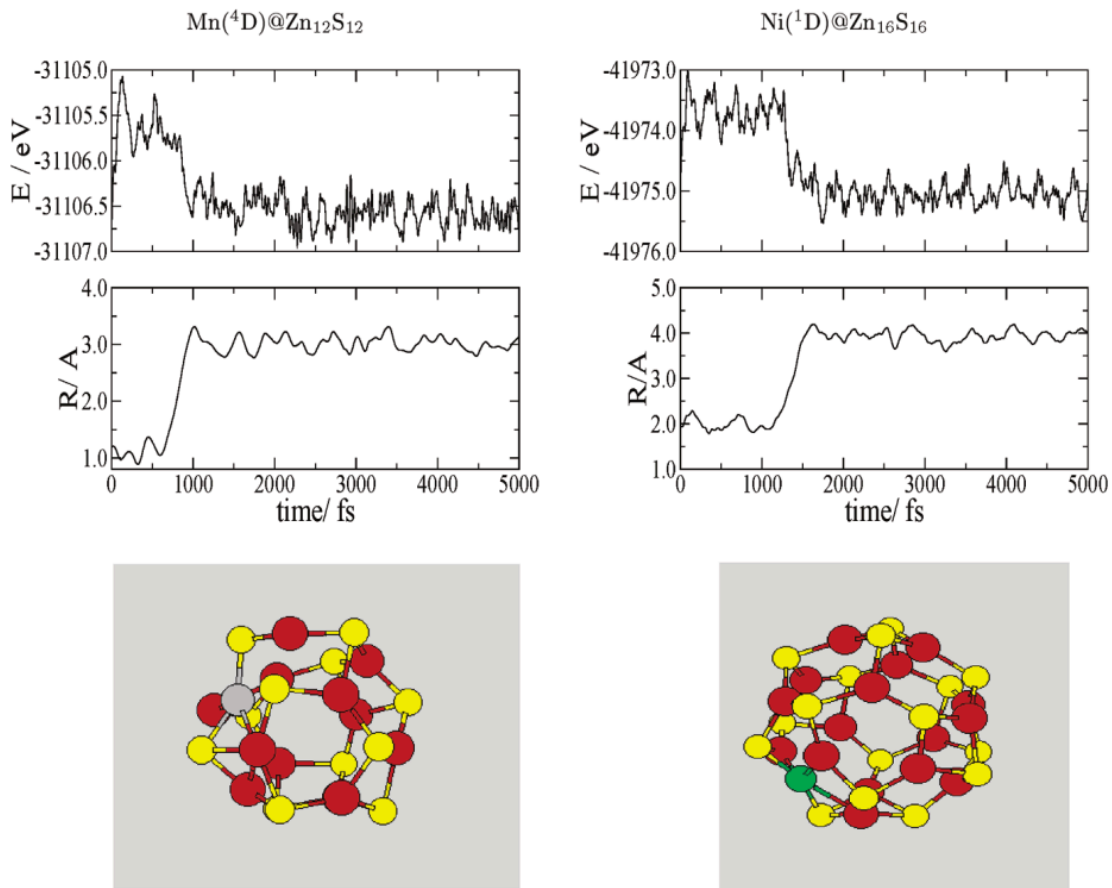 Mn(⁴D)@Zn₁₂S₁₂
-31105.0
-31105.5
-31106.0
-31106.5
-31107.0
E / eV
4.0
3.0
2.0
1.0
R/ A
0 1000 2000 3000 4000 5000
time/ fs
Ni(¹D)@Zn₁₆S₁₆
-41973.0
-41974.0
-41975.0
-41976.0
E / eV
5.0
4.0
3.0
2.0
1.0
R/A
0 1000 2000 3000 4000 5000
time/ fs